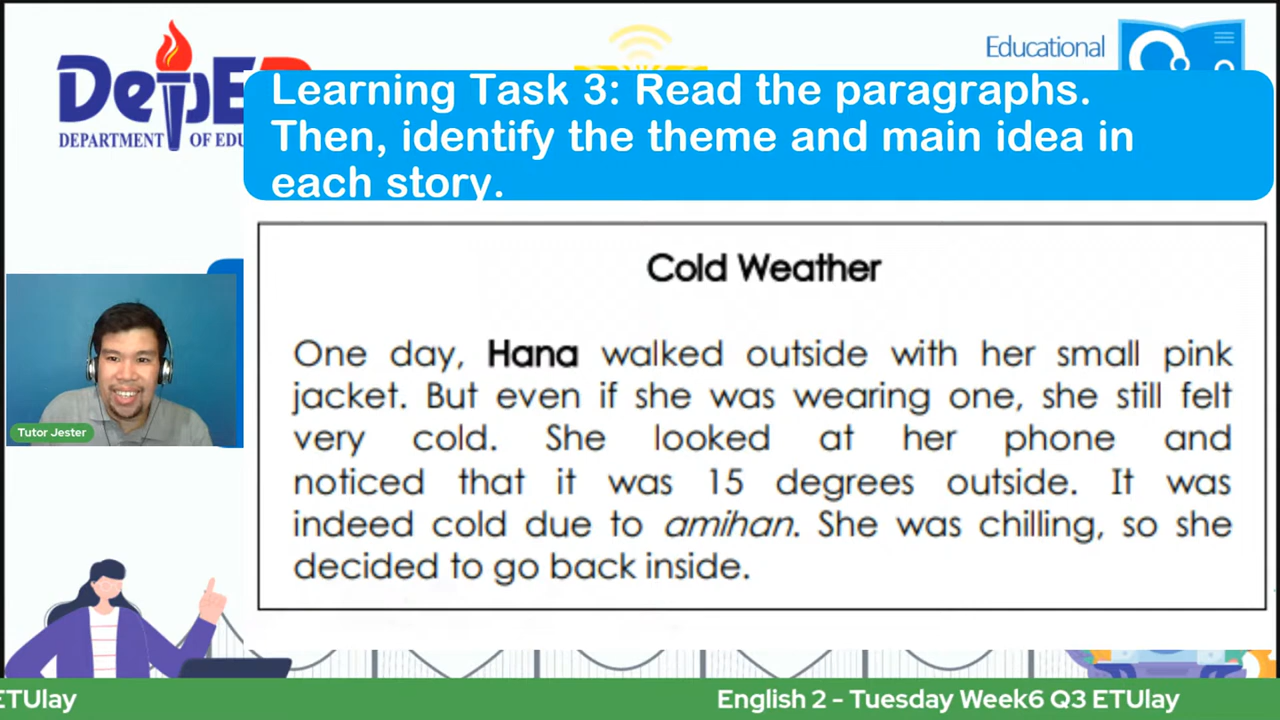 DepED
DEPARTMENT OF EDU
Educational
Learning Task 3: Read the paragraphs.
Then, identify the theme and main idea in
each story.
Cold Weather
One day, Hana walked outside with her small pink
jacket. But even if she was wearing one, she still felt
very cold. She looked at her phone and
noticed that it was 15 degrees outside. It was
indeed cold due to amihan. She was chilling, so she
decided to go back inside.
Tutor Jester
ETUlay
English 2 - Tuesday Week6 Q3 ETUlay